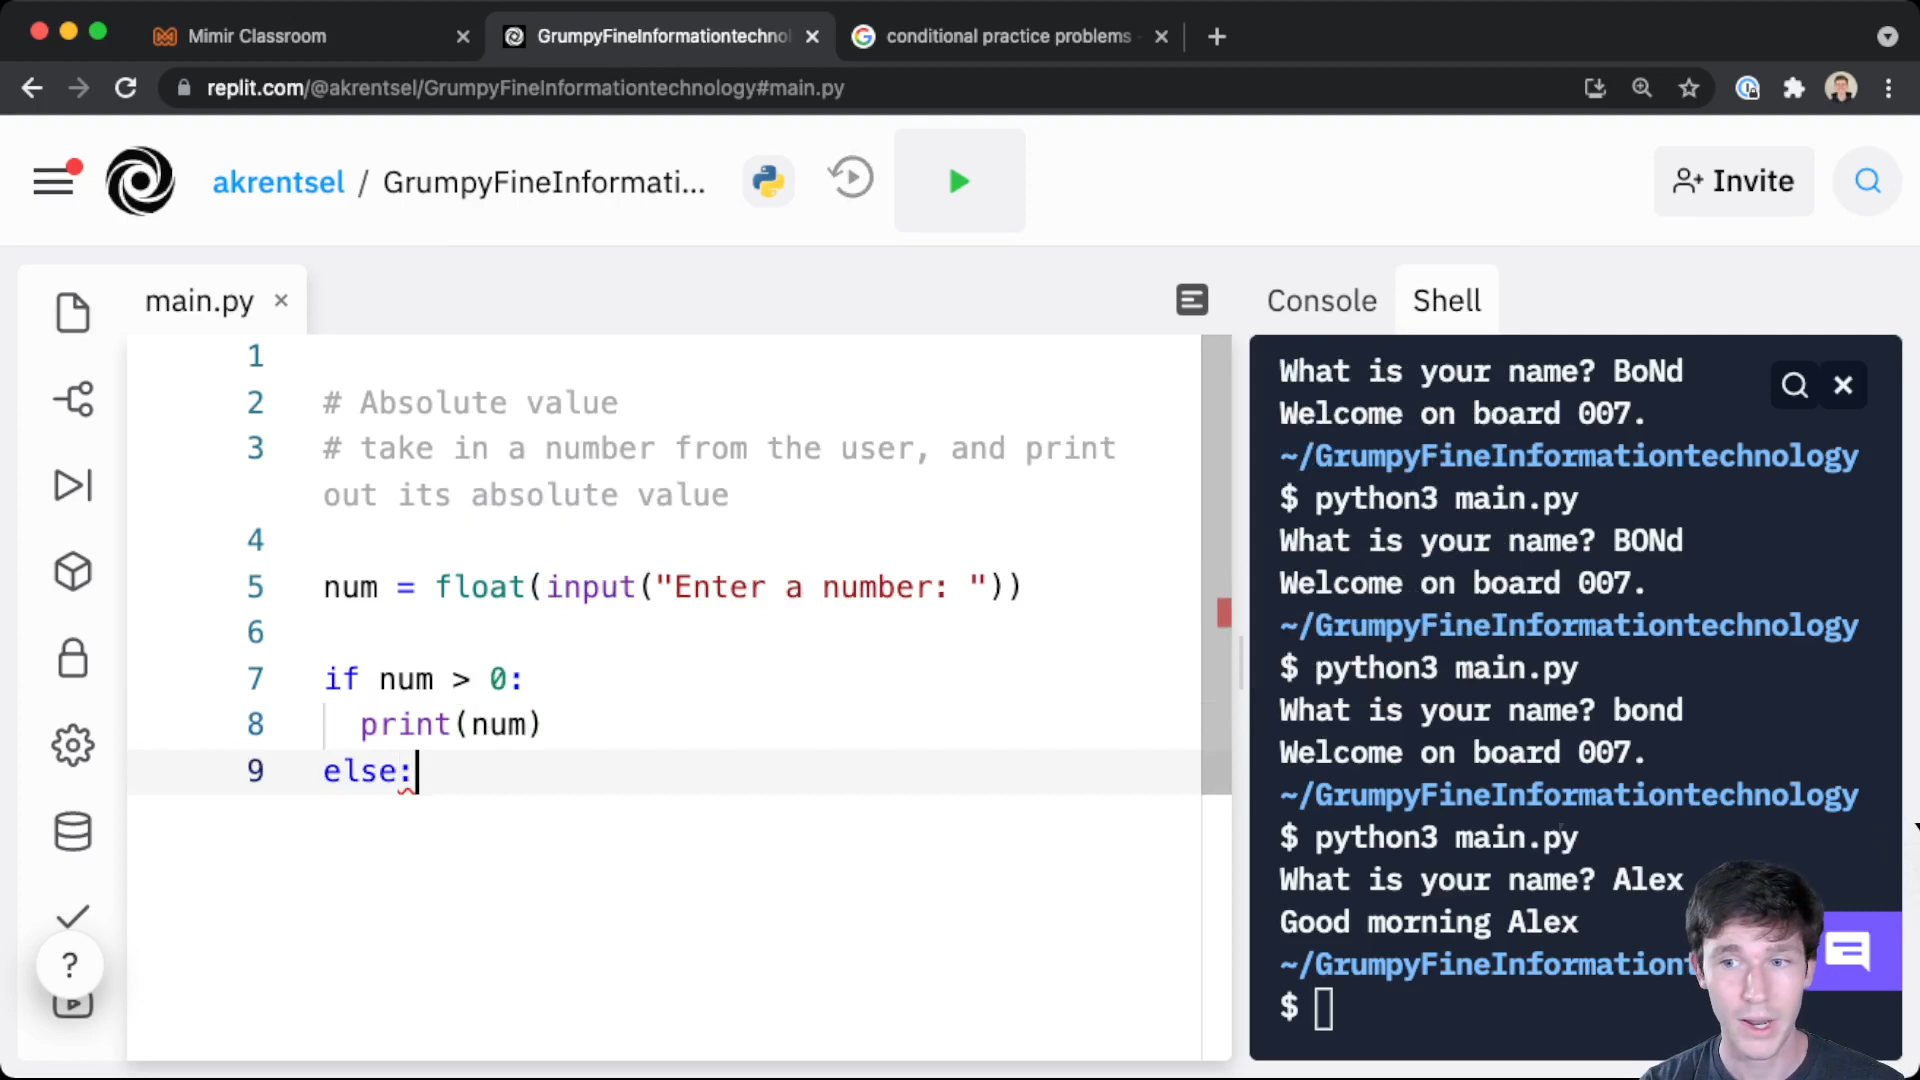 Mimir Classroom
GrumpyFineInformationtechnol
conditional practice problems -
replit.com/@akrentsel/GrumpyFineInformationtechnology#main.py
akrentsel / GrumpyFineInformati...
Invite
main.py
Console
Shell
1
2 # Absolute value
3 # take in a number from the user, and print
out its absolute value
4
5 num = float(input("Enter a number: "))
6
7 if num > 0:
8 print(num)
9 else:
?
What is your name? BoNd
Welcome on board 007.
~/GrumpyFineInformationtechnology
$ python3 main.py
What is your name? BONd
Welcome on board 007.
~/GrumpyFineInformationtechnology
$ python3 main.py
What is your name? bond
Welcome on board 007.
~/GrumpyFineInformationtechnology
$ python3 main.py
What is your name? Alex
Good morning Alex
~/GrumpyFineInformationt
$